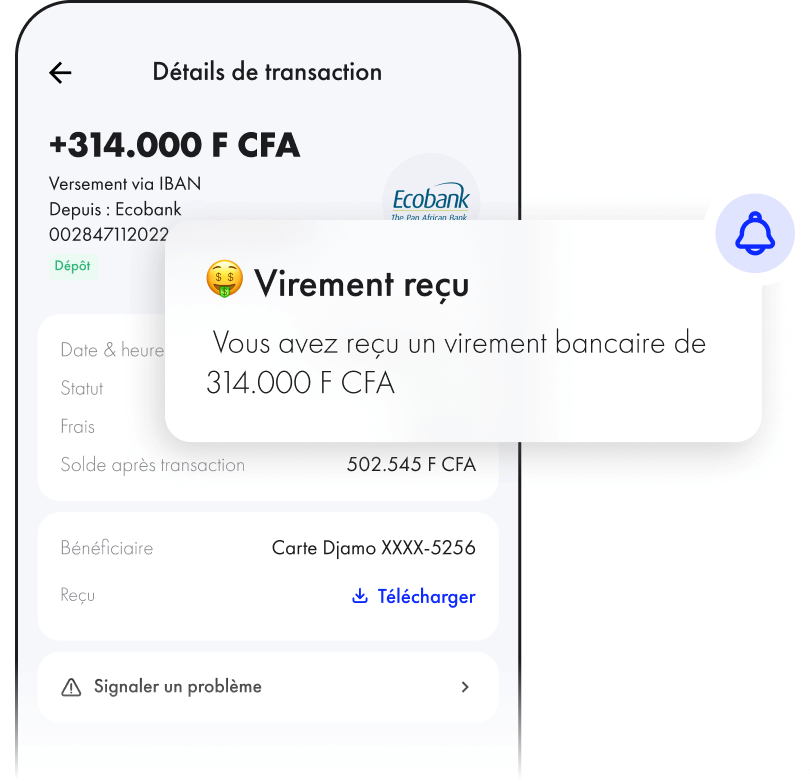 Détails de transaction
+314.000 F CFA
Versement via IBAN
Depuis : Ecobank
002847112022
Dépôt
Ecobank
The Pan African Bank
Virement reçu
Vous avez reçu un virement bancaire de
314.000 F CFA
Date & heure
Statut
Frais
Solde après transaction 502.545 F CFA
Bénéficiaire Carte Djamo XXXX-5256
Reçu Télécharger
Signaler un problème